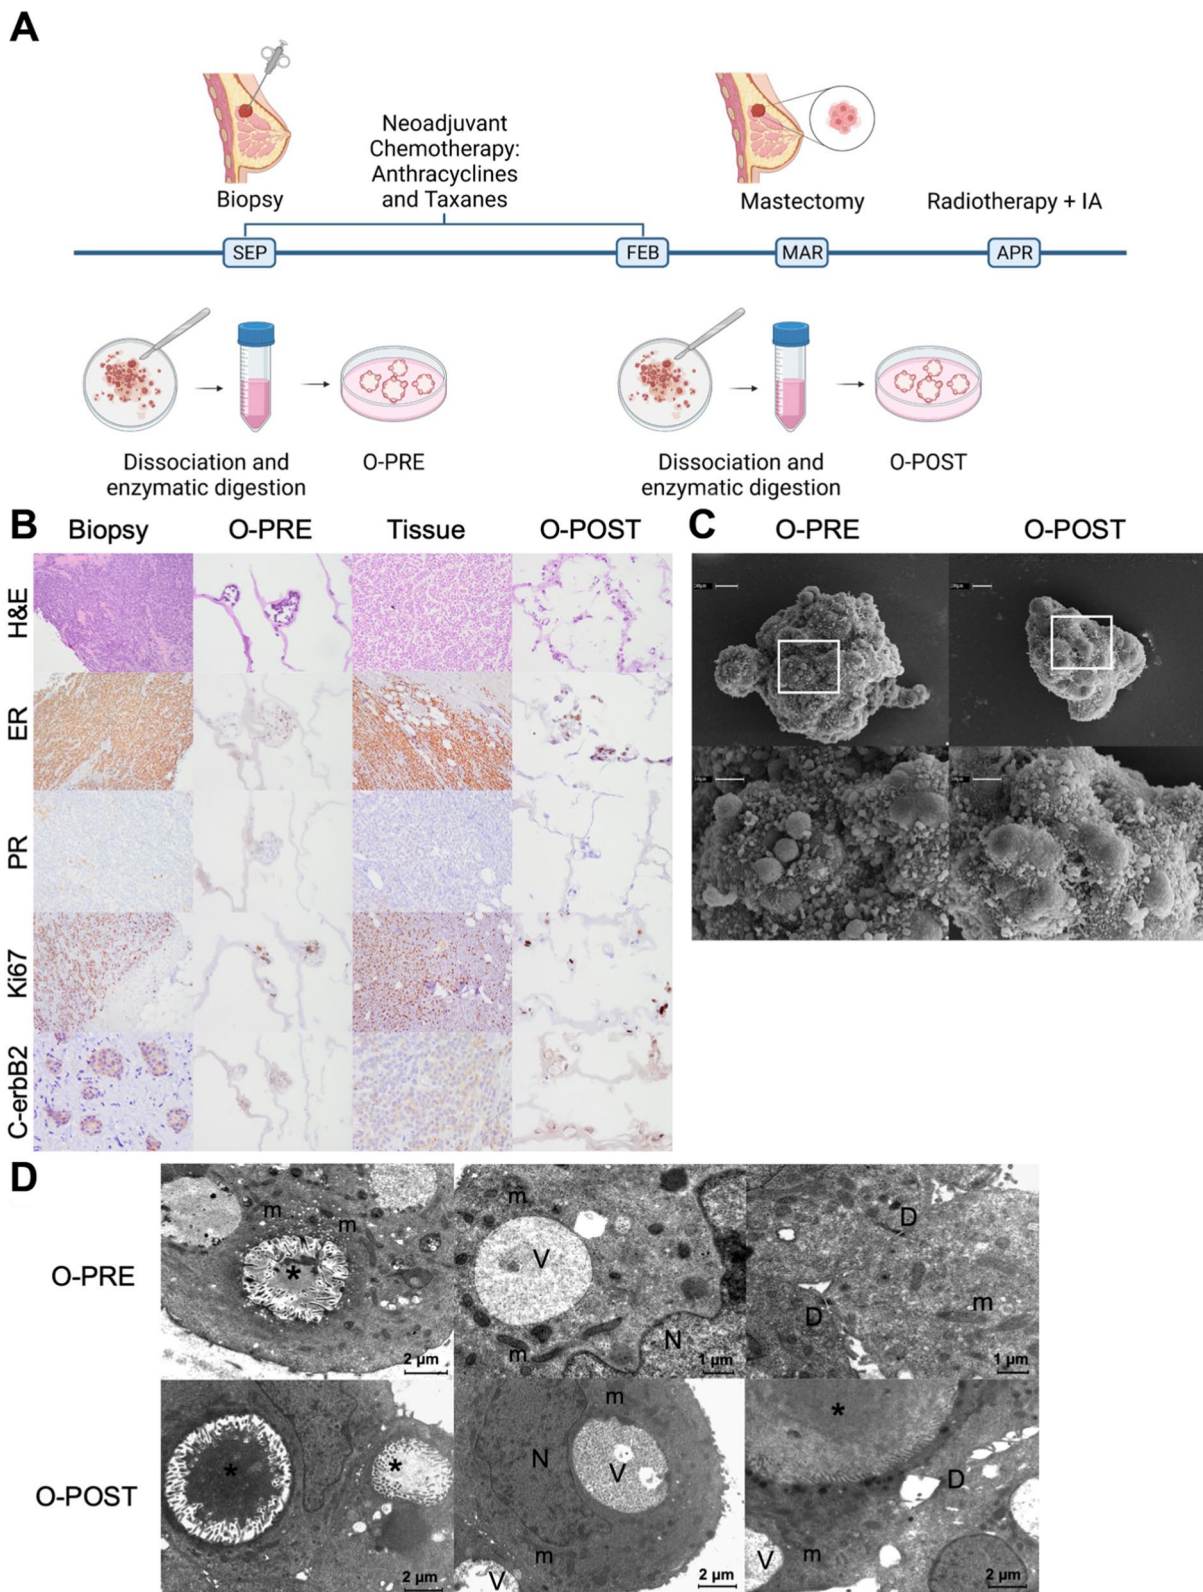 A
Neoadjuvant
Chemotherapy:
Anthracyclines
and Taxanes
Biopsy
Mastectomy
Radiotherapy + IA
SEP
FEB
MAR
APR
Dissociation and
enzymatic digestion
O-PRE
Dissociation and
enzymatic digestion
O-POST
B
Biopsy
O-PRE
Tissue
O-POST
H&E
ER
PR
Ki67
C-erbB2
C
O-PRE
O-POST
D
O-PRE
m
m
*
2 µm
m
V
m
N
1 µm
D
D
m
1 µm
O-POST
*
*
2 µm
m
N
V
m
V
2 µm
*
D
V
m
2 µm